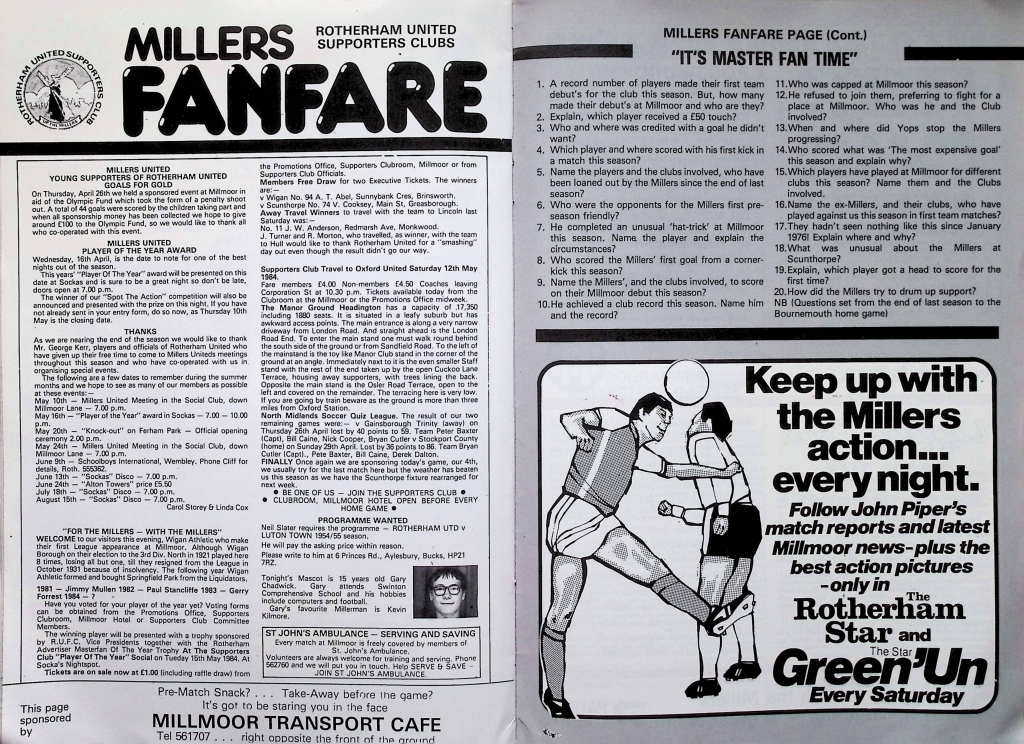 MILLERS
FANFARE
ROTHERHAM UNITED
SUPPORTERS CLUBS
ROTHERHAM UNITED SUPPORTERS CLUB
UP THE MILLERS
MILLERS UNITED
YOUNG SUPPORTERS OF ROTHERHAM UNITED
GOALS FOR GOLD
On Thursday, April 26th we held a sponsored event at Millmoor in
aid of the Olympic Fund which took the form of a penalty shoot
out. A total of 44 goals were scored by the children taking part and
when all sponsorship money has been collected we hope to give
around £100 to the Olympic Fund, so we would like to thank all
who co-operated with this event.
MILLERS UNITED
PLAYER OF THE YEAR AWARD
Wednesday, 16th April, is the date to note for one of the best
nights out of the season.
This years' "Player Of The Year" award will be presented on this
date at Sockas and is sure to be a great night so don't be late,
doors open at 7.00 p.m.
The winner of our "Spot The Action" competition will also be
announced and presented with the prize on this night. If you have
not already sent in your entry form, do so now, as Thursday 10th
May is the closing date.
THANKS
As we are nearing the end of the season we would like to thank
Mr. George Kerr, players and officials of Rotherham United who
have given up their free time to come to Millers Uniteds meetings
throughout this season and who have co-operated with us in
organising special events.
The following are a few dates to remember during the summer
months and we hope to see as many of our members as possible
at these events:—
May 10th — Millers United Meeting in the Social Club, down
Millmoor Lane — 7.00 p.m.
May 16th — "Player of the Year" award in Sockas — 7.00 — 10.00
p.m.
May 20th — "Knock-out" on Ferham Park — Official opening
ceremony 2.00 p.m.
May 24th — Millers United Meeting in the Social Club, down
Millmoor Lane — 7.00 p.m.
June 9th — Schoolboys International, Wembley. Phone Cliff for
details, Roth. 555362.
June 13th — "Sockas" Disco — 7.00 p.m.
June 24th — "Alton Towers" price £5.50
July 18th — "Sockas" Disco — 7.00 p.m.
August 15th — "Sockas" Disco — 7.00 p.m.
Carol Storey & Linda Cox
"FOR THE MILLERS — WITH THE MILLERS"
WELCOME to our visitors this evening, Wigan Athletic who make
their first League appearance at Millmoor. Although Wigan
Borough on their election to the 3rd Div. North in 1921 played here
8 times, losing all but one, till they resigned from the League in
October 1931 because of insolvency. The following year Wigan
Athletic formed and bought Springfield Park from the Liquidators.
1981 — Jimmy Mullen 1982 — Paul Stancliffe 1983 — Gerry
Forrest 1984 — ?
Have you voted for your player of the year yet? Voting forms
can be obtained from the Promotions Office, Supporters
Clubroom, Millmoor Hotel or Supporters Club Committee
Members.
The winning player will be presented with a trophy sponsored
by R.U.F.C. Vice Presidents together with the Rotherham
Advertiser Masterfan Of The Year Trophy At The Supporters
Club "Player Of The Year" Social on Tueday 15th May 1984, At
Socka's Nightspot.
Tickets are on sale now at £1.00 (including raffle draw) from
the Promotions Office, Supporters Clubroom, Millmoor or from
Supporters Club Officials.
Members Free Draw for two Executive Tickets. The winners
are:—
v Wigan No. 94 A. T. Abel, Sunnybank Cres, Brinsworth.
v Scunthorpe No. 74 V. Cooksey, Main St, Greasborough.
Away Travel Winners to travel with the team to Lincoln last
Saturday was:—
No. 11 J. W. Anderson, Redmarsh Ave, Monkwood.
J. Turner and R. Morton, who travelled, as winner, with the team
to Hull would like to thank Rotherham United for a "smashing"
day out even though the result didn't go our way.
Supporters Club Travel to Oxford United Saturday 12th May
1984.
Fare members £4.00 Non-members £4.50 Coaches leaving
Corporation St at 10.30 p.m. Tickets available today from the
Clubroom at the Millmoor or the Promotions Office midweek.
The Manor Ground Headington has a capacity of 17,350
including 1880 seats. It is situated in a leafy suburb but has
awkward access points. The main entrance is along a very narrow
driveway from London Road. And straight ahead is the London
Road End. To enter the main stand one must walk round behind
the south side of the ground or from Sandfield Road. To the left of
the mainstand is the toy like Manor Club stand in the corner of the
ground at an angle. Immediately next to it is the even smaller Staff
stand with the rest of the end taken up by the open Cuckoo Lane
Terrace, housing away supporters, with trees lining the back.
Opposite the main stand is the Osler Road Terrace, open to the
left and covered on the remainder. The terracing here is very low.
If you are going by train beware as the ground is more than three
miles from Oxford Station.
North Midlands Soccer Quiz League. The result of our two
remaining games were:— v Gainsborough Trinity (away) on
Thursday 26th April lost by 40 points to 59. Team Peter Baxter
(Capt), Bill Caine, Nick Cooper, Bryan Cutler v Stockport County
(home) on Sunday 29th April. Lost by 36 points to 86. Team Bryan
Cutler (Capt)., Pete Baxter, Bill Caine, Derek Dalton.
FINALLY Once again we are sponsoring today's game, our 4th,
we usually try for the last match here but the weather has beaten
us this season as we have the Scunthorpe fixture rearranged for
next week.
● BE ONE OF US — JOIN THE SUPPORTERS CLUB ●
● CLUBROOM, MILLMOOR HOTEL OPEN BEFORE EVERY
HOME GAME ●
PROGRAMME WANTED
Neil Slater requires the programme — ROTHERHAM UTD v
LUTON TOWN 1954/55 season.
He will pay the asking price within reason.
Please write to him at 6 Princes Rd., Aylesbury, Bucks, HP21
7RZ.
Tonight's Mascot is 15 years old Gary
Chadwick. Gary attends Swinton
Comprehensive School and his hobbies
include computers and football.
Gary's favourite Millerman is Kevin
Kilmore.
ST JOHN'S AMBULANCE — SERVING AND SAVING
Every match at Millmoor is freely covered by members of
St. John's Ambulance.
Volunteers are always welcome for training and serving. Phone
562760 and we will put you in touch. Help SERVE & SAVE —
JOIN ST. JOHN'S AMBULANCE.
This page
sponsored
by
Pre-Match Snack? . . . Take-Away before the game?
It's got to be staring you in the face
MILLMOOR TRANSPORT CAFE
Tel 561707 . . . right opposite the front of the ground
MILLERS FANFARE PAGE (Cont.)
"IT'S MASTER FAN TIME"
1. A record number of players made their first team
debut's for the club this season. But, how many
made their debut's at Millmoor and who are they?
2. Explain, which player received a £50 touch?
3. Who and where was credited with a goal he didn't
want?
4. Which player and where scored with his first kick in
a match this season?
5. Name the players and the clubs involved, who have
been loaned out by the Millers since the end of last
season?
6. Who were the opponents for the Millers first pre-
season friendly?
7. He completed an unusual 'hat-trick' at Millmoor
this season. Name the player and explain the
circumstances?
8. Who scored the Millers' first goal from a corner-
kick this season?
9. Name the Millers', and the clubs involved, to score
on their Millmoor debut this season?
10.He achieved a club record this season. Name him
and the record?
11.Who was capped at Millmoor this season?
12.He refused to join them, preferring to fight for a
place at Millmoor. Who was he and the Club
involved?
13.When and where did Yops stop the Millers
progressing?
14.Who scored what was 'The most expensive goal'
this season and explain why?
15.Which players have played at Millmoor for different
clubs this season? Name them and the Clubs
involved.
16.Name the ex-Millers, and their clubs, who have
played against us this season in first team matches?
17.They hadn't seen nothing like this since January
1976! Explain where and why?
18.What was unusual about the Millers at
Scunthorpe?
19.Explain, which player got a head to score for the
first time?
20.How did the Millers try to drum up support?
NB (Questions set from the end of last season to the
Bournemouth home game)
Keep up with
the Millers
action...
every night.
Follow John Piper's
match reports and latest
Millmoor news-plus the
best action pictures
-only in
The
Rotherham
Star and
The Star
Green'Un
Every Saturday